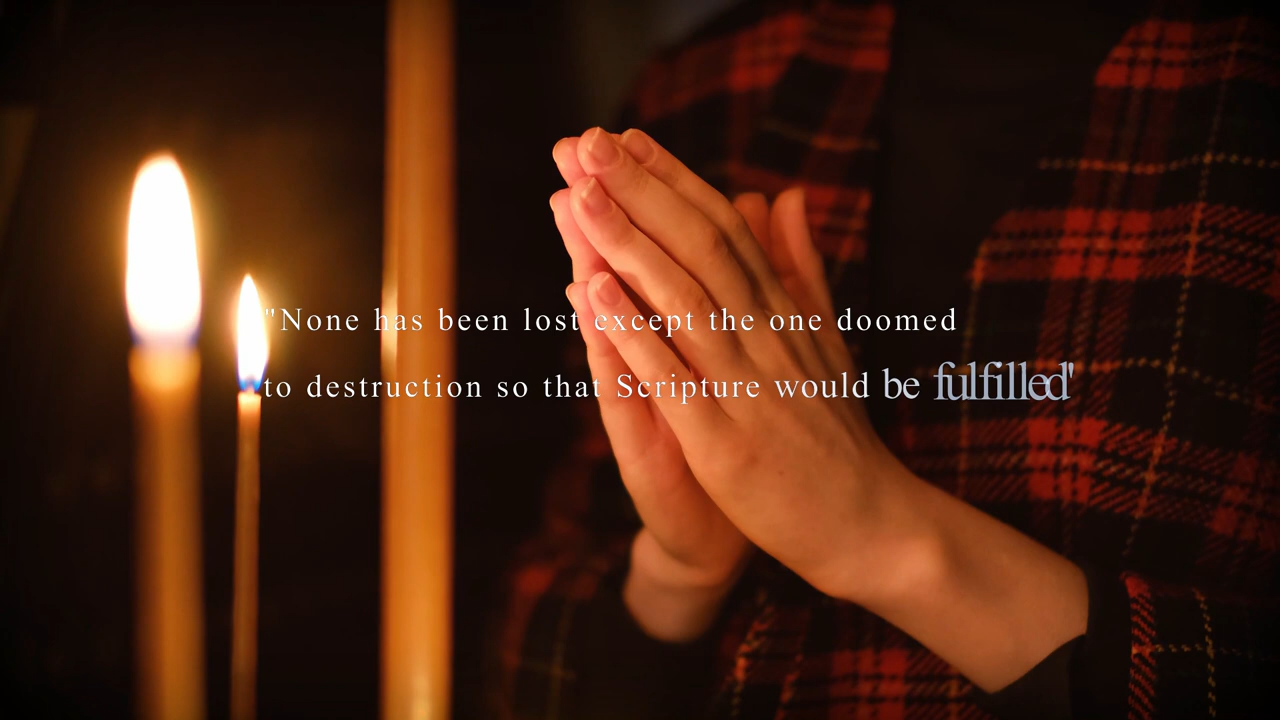 "None has been lost except the one doomed
to destruction so that Scripture would be fulfilled"